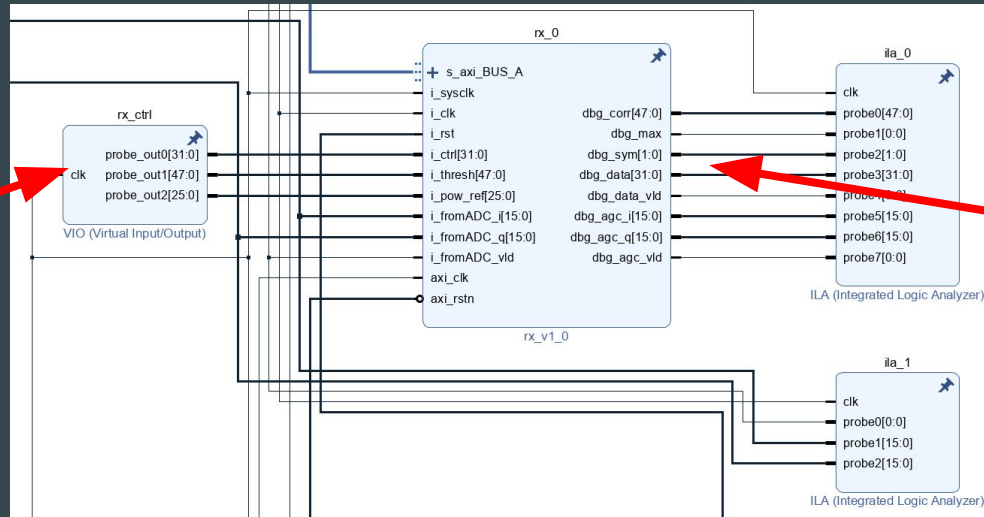 rx_ctrl
probe_out0[31:0]
clk
probe_out1[47:0]
probe_out2[25:0]
VIO (Virtual Input/Output)
rx_0
s_axi_BUS_A
i_sysclk
i_clk
i_rst
i_ctrl[31:0]
i_thresh[47:0]
i_pow_ref[25:0]
i_fromADC_i[15:0]
i_fromADC_q[15:0]
i_fromADC_vld
axi_clk
axi_rstn
dbg_corr[47:0]
dbg_max
dbg_sym[1:0]
dbg_data[31:0]
dbg_data_vld
dbg_agc_i[15:0]
dbg_agc_q[15:0]
dbg_agc_vld
rx_v1_0
ila_0
clk
probe0[47:0]
probe1[0:0]
probe2[1:0]
probe3[31:0]
probe5[15:0]
probe6[15:0]
probe7[0:0]
ILA (Integrated Logic Analyzer)
ila_1
clk
probe0[0:0]
probe1[15:0]
probe2[15:0]
ILA (Integrated Logic Analyzer)